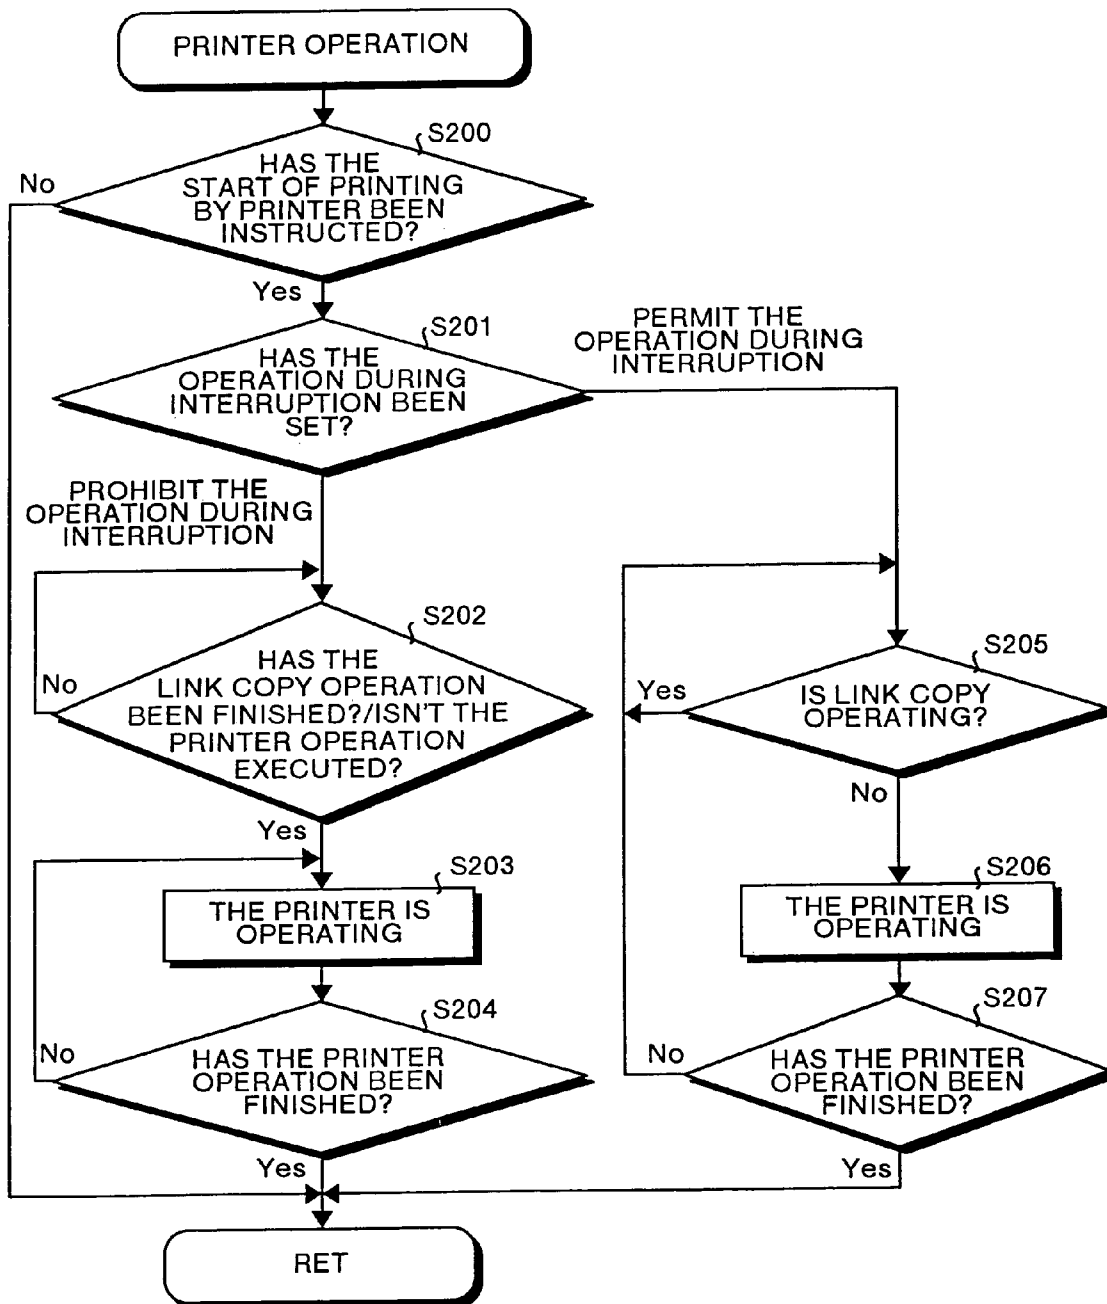 PRINTER OPERATION
S200
HAS THE
START OF PRINTING
BY PRINTER BEEN
INSTRUCTED?
No
Yes
S201
HAS THE
OPERATION DURING
INTERRUPTION BEEN
SET?
PERMIT THE
OPERATION DURING
INTERRUPTION
PROHIBIT THE
OPERATION DURING
INTERRUPTION
S202
HAS THE
LINK COPY OPERATION
BEEN FINISHED?/ISN'T THE
PRINTER OPERATION
EXECUTED?
No
Yes
S203
THE PRINTER IS
OPERATING
S204
HAS THE PRINTER
OPERATION BEEN
FINISHED?
No
Yes
S205
IS LINK COPY
OPERATING?
Yes
No
S206
THE PRINTER IS
OPERATING
S207
HAS THE PRINTER
OPERATION BEEN
FINISHED?
No
Yes
RET